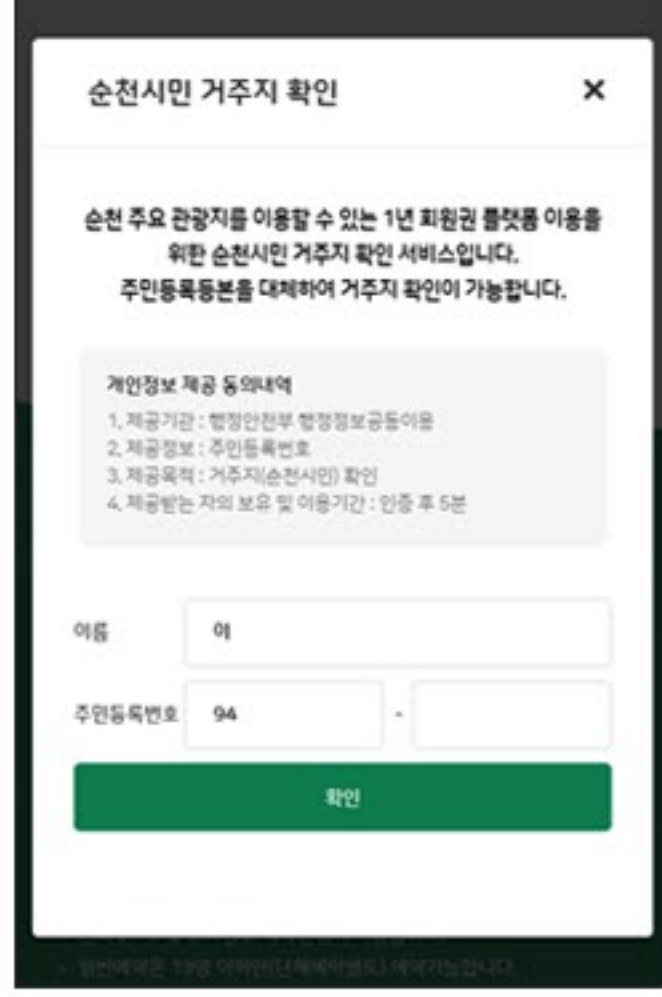 순천시민 거주지 확인 ×
순천 주요 관광지를 이용할 수 있는 1년 회원권 플랫폼 이용을
위한 순천시민 거주지 확인 서비스입니다.
주민등록등본을 대체하여 거주지 확인이 가능합니다.
개인정보 제공 동의내역
1. 제공기관 : 행정안전부 행정정보공동이용
2. 제공정보 : 주민등록번호
3. 제공목적 : 거주지(순천시민) 확인
4. 제공받는 자의 보유 및 이용기간 : 인증 후 5분
이름 이
주민등록번호 94 -
확인